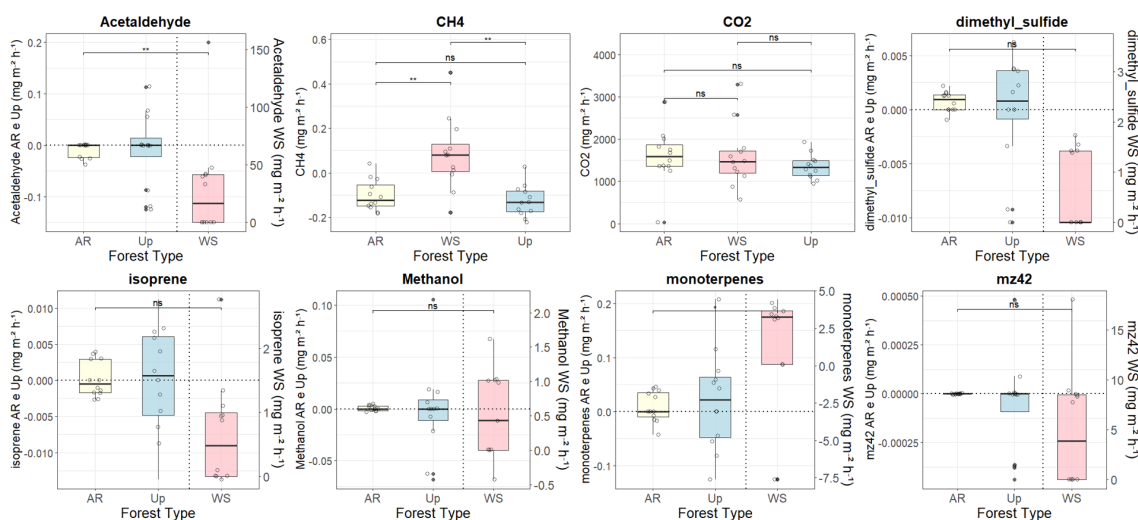 Acetaldehyde
Acetaldehyde AR e Up (mg m⁻² h⁻¹)
0.2
0.1
0.0
-0.1
**
150
100
50
0
Acetaldehyde WS (mg m⁻² h⁻¹)
AR Up WS
Forest Type
CH4
CH4 (mg m⁻² h⁻¹)
0.6
0.4
0.2
0.0
-0.2
**
ns
**
AR WS Up
Forest Type
CO2
CO2 (mg m⁻² h⁻¹)
4000
3000
2000
1000
0
ns
ns
ns
AR WS Up
Forest Type
dimethyl_sulfide
dimethyl_sulfide AR e Up (mg m⁻² h⁻¹)
0.005
0.000
-0.005
-0.010
ns
3
2
1
0
dimethyl_sulfide WS (mg m⁻² h⁻¹)
AR Up WS
Forest Type
isoprene
isoprene AR e Up (mg m⁻² h⁻¹)
0.010
0.005
0.000
-0.005
-0.010
ns
2
1
0
isoprene WS (mg m⁻² h⁻¹)
AR Up WS
Forest Type
Methanol
Methanol AR e Up (mg m⁻² h⁻¹)
0.10
0.05
0.00
-0.05
ns
2.0
1.5
1.0
0.5
0.0
-0.5
Methanol WS (mg m⁻² h⁻¹)
AR Up WS
Forest Type
monoterpenes
monoterpenes AR e Up (mg m⁻² h⁻¹)
0.2
0.1
0.0
-0.1
*
5.0
2.5
0.0
-2.5
-5.0
-7.5
monoterpenes WS (mg m⁻² h⁻¹)
AR Up WS
Forest Type
mz42
mz42 AR e Up (mg m⁻² h⁻¹)
0.00050
0.00025
0.00000
-0.00025
ns
15
10
5
0
mz42 WS (mg m⁻² h⁻¹)
AR Up WS
Forest Type